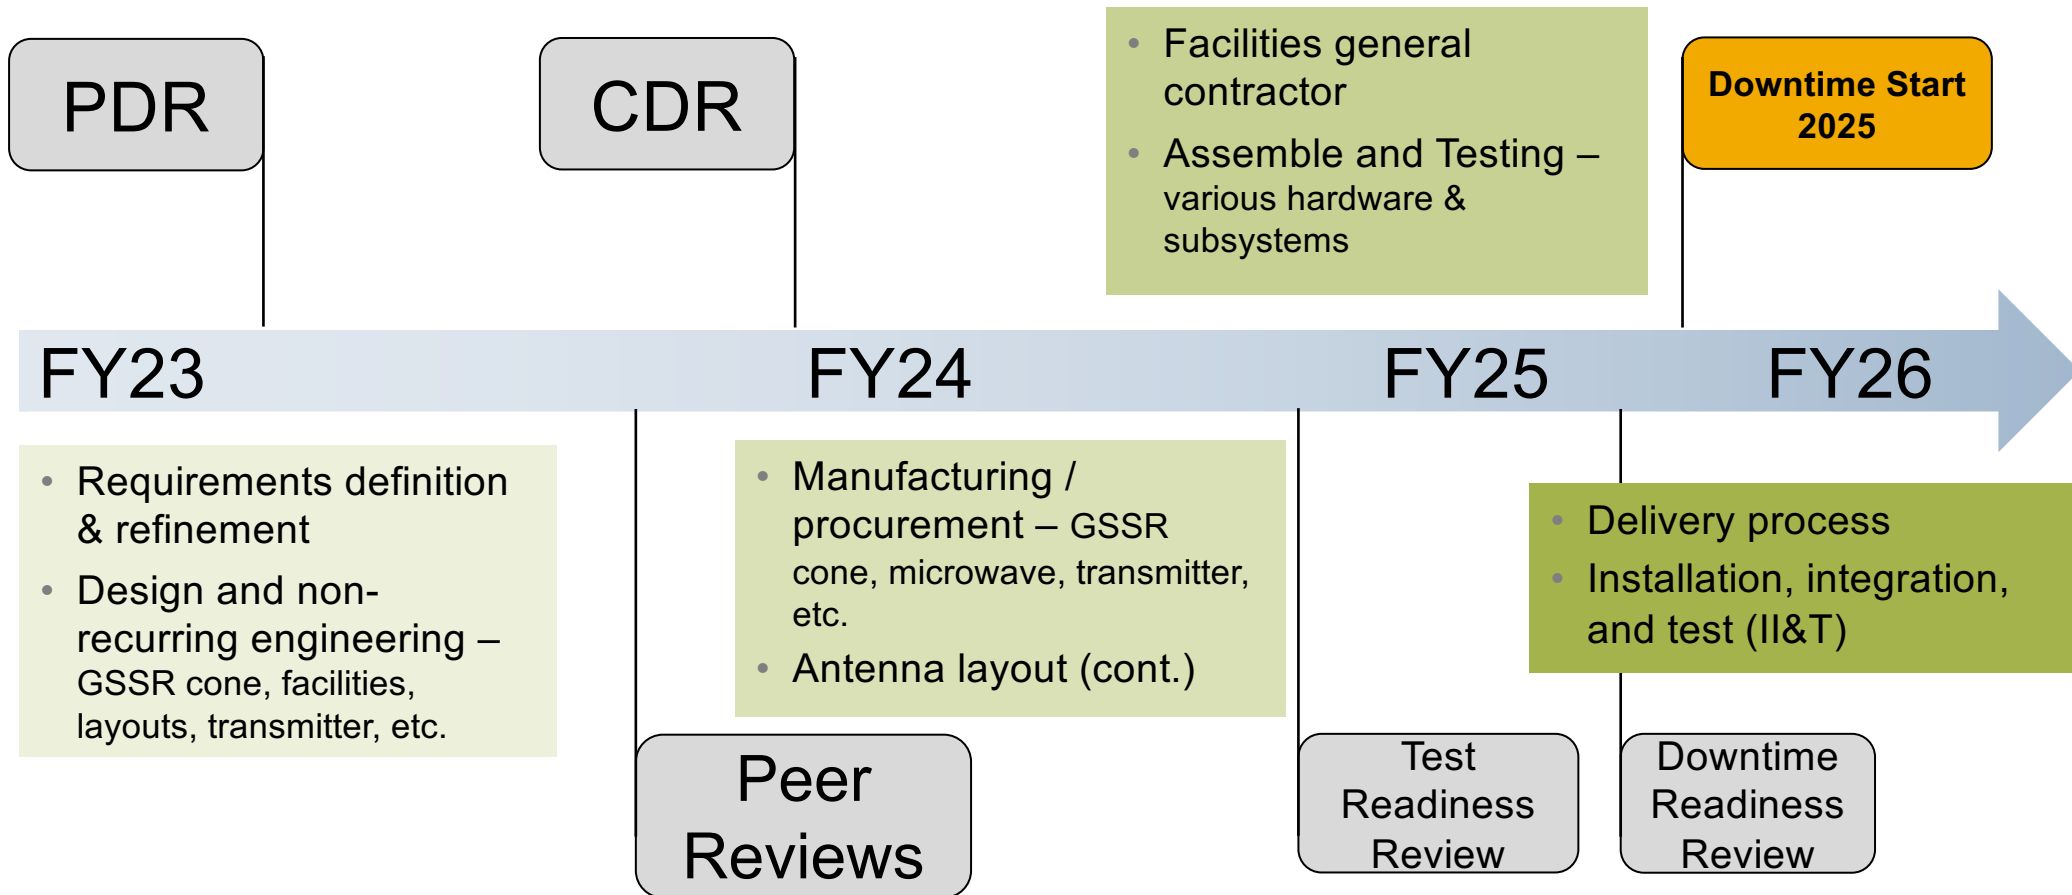 PDR
CDR
• Facilities general
contractor
• Assemble and Testing –
various hardware &
subsystems
Downtime Start
2025
FY23
FY24
FY25
FY26
• Requirements definition
& refinement
• Design and non-
recurring engineering –
GSSR cone, facilities,
layouts, transmitter, etc.
• Manufacturing /
procurement – GSSR
cone, microwave, transmitter,
etc.
• Antenna layout (cont.)
• Delivery process
• Installation, integration,
and test (II&T)
Peer
Reviews
Test
Readiness
Review
Downtime
Readiness
Review